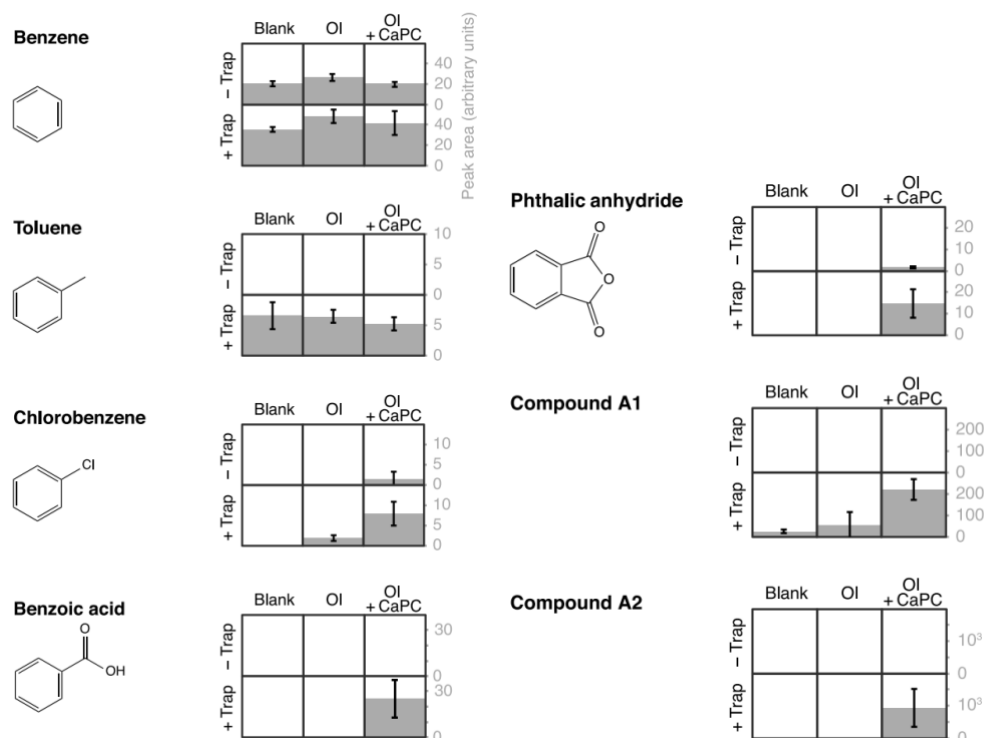 Benzene
Blank OI OI + CaPC
– Trap
+ Trap
40
20
0
40
20
0
Peak area (arbitrary units)
Toluene
Blank OI OI + CaPC
– Trap
+ Trap
10
5
0
5
0
Chlorobenzene
Cl
Blank OI OI + CaPC
– Trap
+ Trap
10
5
0
10
5
0
Benzoic acid
O
OH
Blank OI OI + CaPC
– Trap
+ Trap
30
0
30
0
Phthalic anhydride
O
O
O
Blank OI OI + CaPC
– Trap
+ Trap
20
10
0
20
10
0
Compound A1
Blank OI OI + CaPC
– Trap
+ Trap
200
100
0
200
100
0
Compound A2
Blank OI OI + CaPC
– Trap
+ Trap
10³
0
10³
0